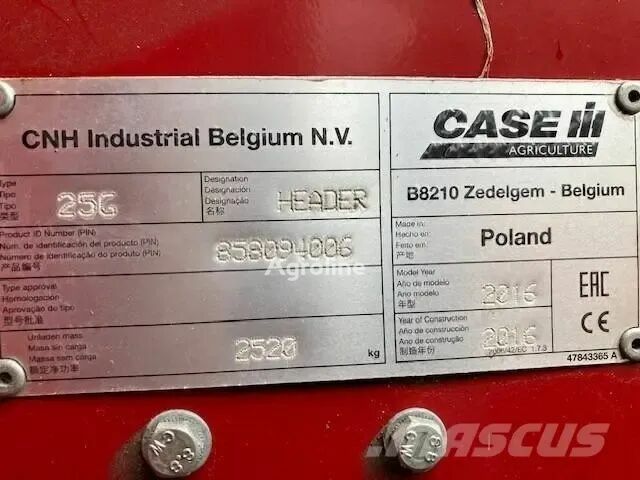 CNH Industrial Belgium N.V.
Type
Tipo
Tipo
类型
25G
Designation
Designación
Designação
名称
HEADER
Product ID Number (PIN)
Núm. de identificación del producto (PIN)
Número de identificação do produto (PIN)
产品编号
858094006
Type approval
Homologación
Aprovação de tipo
型号批准
Unladen mass
Masa sin carga
Massa sem carga
额定净功率
2520
kg
CASE IH
AGRICULTURE
B8210 Zedelgem - Belgium
Made in:
Hecho en:
Feito em:
产地
Poland
Model Year
Año de modelo
Ano modelo
年型
2016
Year of Construction
Año de construcción
Ano de construção
制造年份
2016
2006/42/EC 1.7.3
EAC
CE
47843365 A
Agroline
8.8
CW
8.8
MASCUS